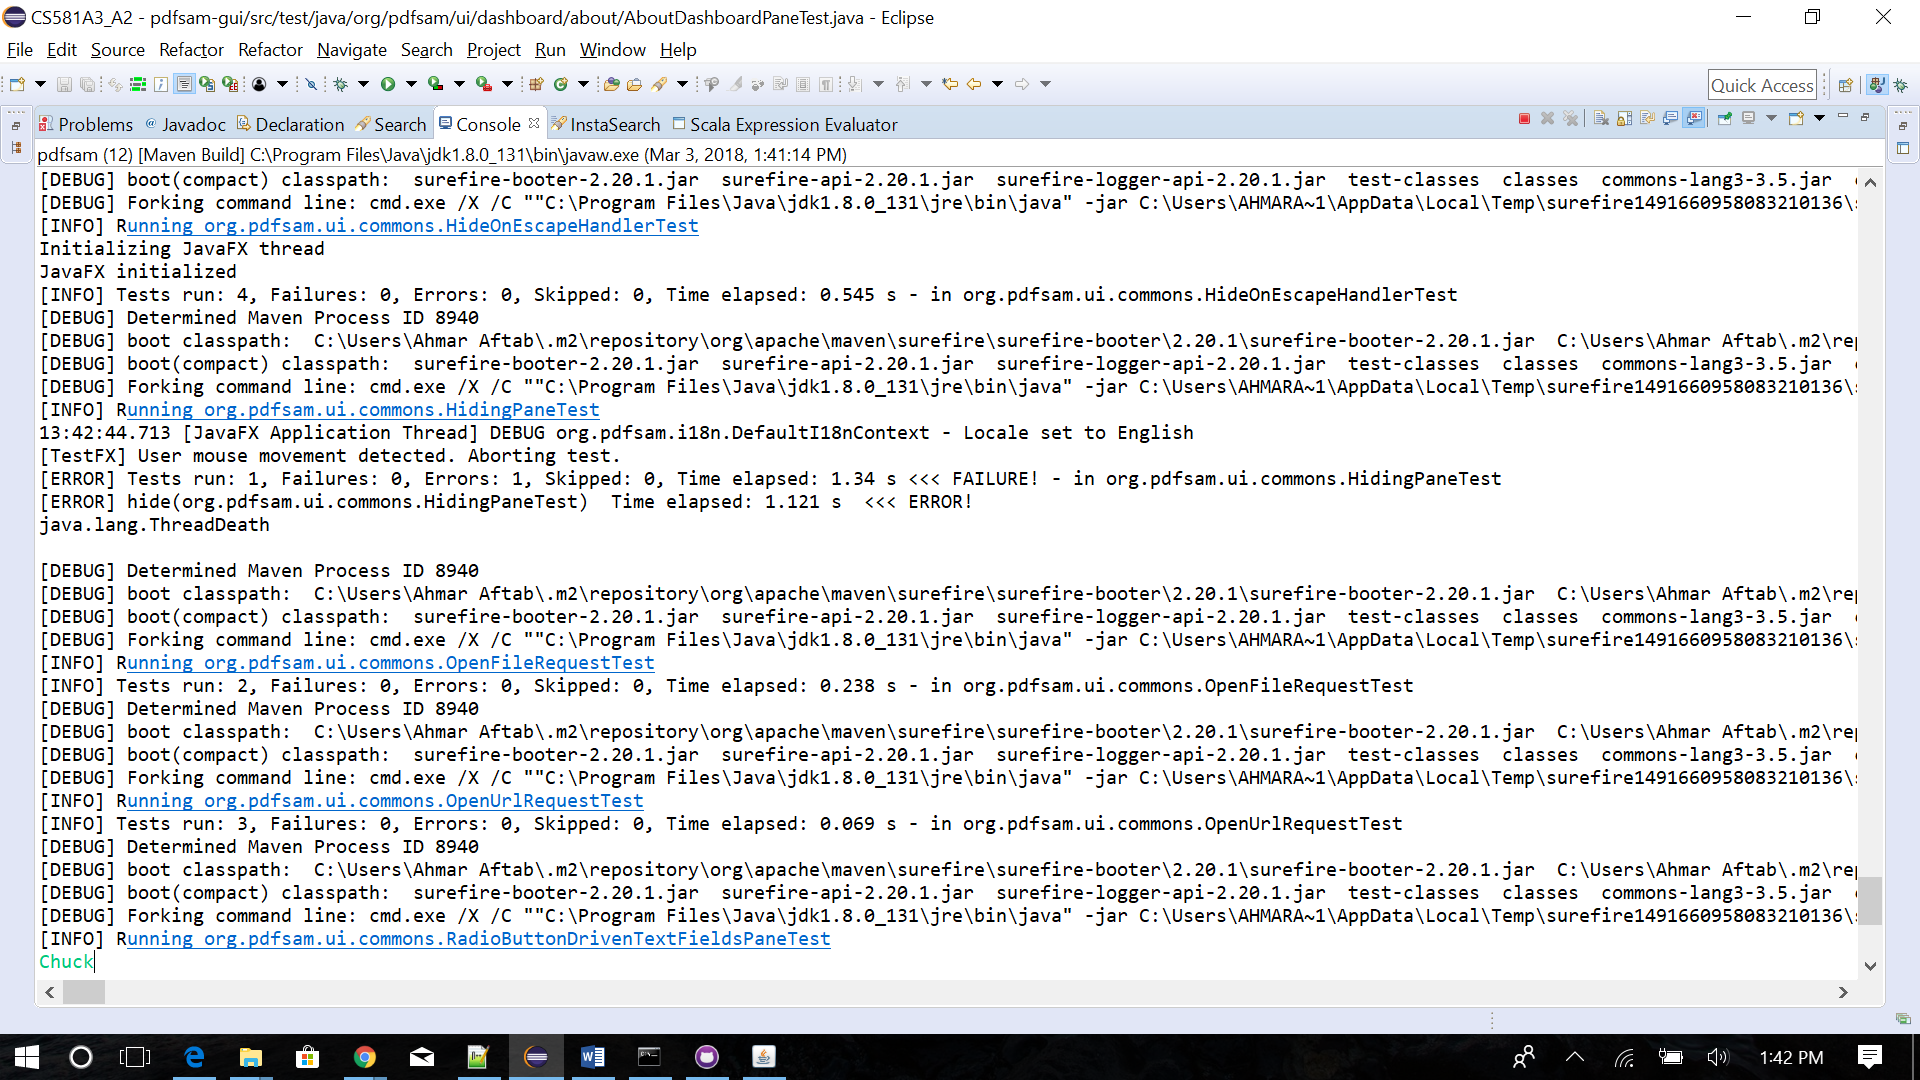 CS581A3_A2 - pdfsam-gui/src/test/java/org/pdfsam/ui/dashboard/about/AboutDashboardPaneTest.java - Eclipse
File Edit Source Refactor Refactor Navigate Search Project Run Window Help
Quick Access
Problems @ Javadoc Declaration Search Console InstaSearch Scala Expression Evaluator
pdfsam (12) [Maven Build] C:\Program Files\Java\jdk1.8.0_131\bin\javaw.exe (Mar 3, 2018, 1:41:14 PM)
[DEBUG] boot(compact) classpath:  surefire-booter-2.20.1.jar  surefire-api-2.20.1.jar  surefire-logger-api-2.20.1.jar  test-classes  classes  commons-lang3-3.5.jar
[DEBUG] Forking command line: cmd.exe /X /C ""C:\Program Files\Java\jdk1.8.0_131\jre\bin\java" -jar C:\Users\AHMARA~1\AppData\Local\Temp\surefire1491660958083210136\
[INFO] Running org.pdfsam.ui.commons.HideOnEscapeHandlerTest
Initializing JavaFX thread
JavaFX initialized
[INFO] Tests run: 4, Failures: 0, Errors: 0, Skipped: 0, Time elapsed: 0.545 s - in org.pdfsam.ui.commons.HideOnEscapeHandlerTest
[DEBUG] Determined Maven Process ID 8940
[DEBUG] boot classpath:  C:\Users\Ahmar Aftab\.m2\repository\org\apache\maven\surefire\surefire-booter\2.20.1\surefire-booter-2.20.1.jar  C:\Users\Ahmar Aftab\.m2\rep
[DEBUG] boot(compact) classpath:  surefire-booter-2.20.1.jar  surefire-api-2.20.1.jar  surefire-logger-api-2.20.1.jar  test-classes  classes  commons-lang3-3.5.jar
[DEBUG] Forking command line: cmd.exe /X /C ""C:\Program Files\Java\jdk1.8.0_131\jre\bin\java" -jar C:\Users\AHMARA~1\AppData\Local\Temp\surefire1491660958083210136\
[INFO] Running org.pdfsam.ui.commons.HidingPaneTest
13:42:44.713 [JavaFX Application Thread] DEBUG org.pdfsam.i18n.DefaultI18nContext - Locale set to English
[TestFX] User mouse movement detected. Aborting test.
[ERROR] Tests run: 1, Failures: 0, Errors: 1, Skipped: 0, Time elapsed: 1.34 s <<< FAILURE! - in org.pdfsam.ui.commons.HidingPaneTest
[ERROR] hide(org.pdfsam.ui.commons.HidingPaneTest)  Time elapsed: 1.121 s  <<< ERROR!
java.lang.ThreadDeath
[DEBUG] Determined Maven Process ID 8940
[DEBUG] boot classpath:  C:\Users\Ahmar Aftab\.m2\repository\org\apache\maven\surefire\surefire-booter\2.20.1\surefire-booter-2.20.1.jar  C:\Users\Ahmar Aftab\.m2\rep
[DEBUG] boot(compact) classpath:  surefire-booter-2.20.1.jar  surefire-api-2.20.1.jar  surefire-logger-api-2.20.1.jar  test-classes  classes  commons-lang3-3.5.jar
[DEBUG] Forking command line: cmd.exe /X /C ""C:\Program Files\Java\jdk1.8.0_131\jre\bin\java" -jar C:\Users\AHMARA~1\AppData\Local\Temp\surefire1491660958083210136\
[INFO] Running org.pdfsam.ui.commons.OpenFileRequestTest
[INFO] Tests run: 2, Failures: 0, Errors: 0, Skipped: 0, Time elapsed: 0.238 s - in org.pdfsam.ui.commons.OpenFileRequestTest
[DEBUG] Determined Maven Process ID 8940
[DEBUG] boot classpath:  C:\Users\Ahmar Aftab\.m2\repository\org\apache\maven\surefire\surefire-booter\2.20.1\surefire-booter-2.20.1.jar  C:\Users\Ahmar Aftab\.m2\rep
[DEBUG] boot(compact) classpath:  surefire-booter-2.20.1.jar  surefire-api-2.20.1.jar  surefire-logger-api-2.20.1.jar  test-classes  classes  commons-lang3-3.5.jar
[DEBUG] Forking command line: cmd.exe /X /C ""C:\Program Files\Java\jdk1.8.0_131\jre\bin\java" -jar C:\Users\AHMARA~1\AppData\Local\Temp\surefire1491660958083210136\
[INFO] Running org.pdfsam.ui.commons.OpenUrlRequestTest
[INFO] Tests run: 3, Failures: 0, Errors: 0, Skipped: 0, Time elapsed: 0.069 s - in org.pdfsam.ui.commons.OpenUrlRequestTest
[DEBUG] Determined Maven Process ID 8940
[DEBUG] boot classpath:  C:\Users\Ahmar Aftab\.m2\repository\org\apache\maven\surefire\surefire-booter\2.20.1\surefire-booter-2.20.1.jar  C:\Users\Ahmar Aftab\.m2\rep
[DEBUG] boot(compact) classpath:  surefire-booter-2.20.1.jar  surefire-api-2.20.1.jar  surefire-logger-api-2.20.1.jar  test-classes  classes  commons-lang3-3.5.jar
[DEBUG] Forking command line: cmd.exe /X /C ""C:\Program Files\Java\jdk1.8.0_131\jre\bin\java" -jar C:\Users\AHMARA~1\AppData\Local\Temp\surefire1491660958083210136\
[INFO] Running org.pdfsam.ui.commons.RadioButtonDrivenTextFieldsPaneTest
Chuck
1:42 PM